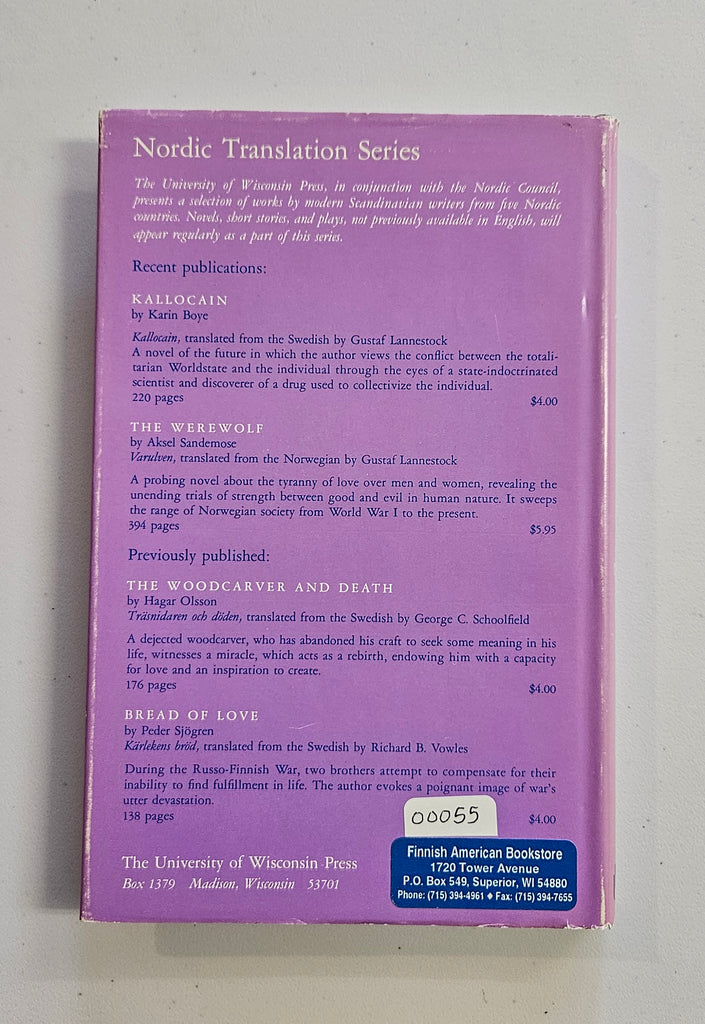 Nordic Translation Series
The University of Wisconsin Press, in conjunction with the Nordic Council,
presents a selection of works by modern Scandinavian writers from five Nordic
countries. Novels, short stories, and plays, not previously available in English, will
appear regularly as a part of this series.
Recent publications:
KALLOCAIN
by Karin Boye
Kallocain, translated from the Swedish by Gustaf Lannestock
A novel of the future in which the author views the conflict between the totali-
tarian Worldstate and the individual through the eyes of a state-indoctrinated
scientist and discoverer of a drug used to collectivize the individual.
220 pages $4.00
THE WEREWOLF
by Aksel Sandemose
Varulven, translated from the Norwegian by Gustaf Lannestock
A probing novel about the tyranny of love over men and women, revealing the
unending trials of strength between good and evil in human nature. It sweeps
the range of Norwegian society from World War I to the present.
394 pages $5.95
Previously published:
THE WOODCARVER AND DEATH
by Hagar Olsson
Träsnidaren och döden, translated from the Swedish by George C. Schoolfield
A dejected woodcarver, who has abandoned his craft to seek some meaning in his
life, witnesses a miracle, which acts as a rebirth, endowing him with a capacity
for love and an inspiration to create.
176 pages $4.00
BREAD OF LOVE
by Peder Sjögren
Kärlekens bröd, translated from the Swedish by Richard B. Vowles
During the Russo-Finnish War, two brothers attempt to compensate for their
inability to find fulfillment in life. The author evokes a poignant image of war's
utter devastation.
138 pages $4.00
00055
The University of Wisconsin Press
Box 1379 Madison, Wisconsin 53701
Finnish American Bookstore
1720 Tower Avenue
P.O. Box 549, Superior, WI 54880
Phone: (715) 394-4961 ♦ Fax: (715) 394-7655